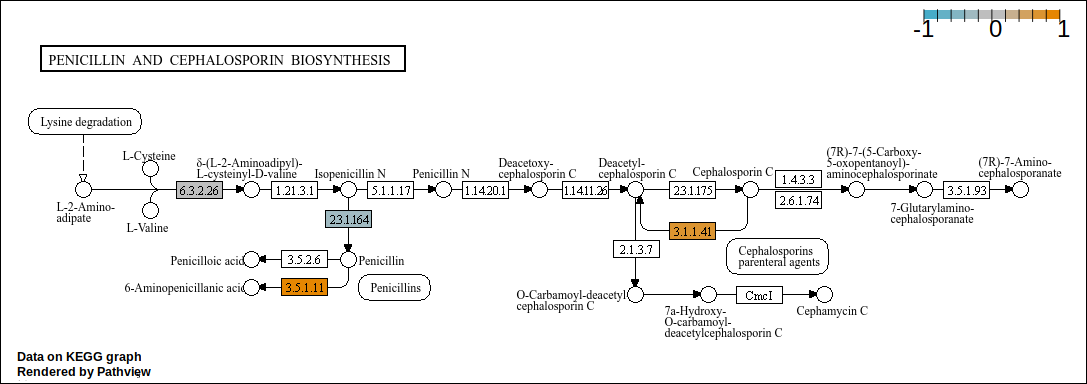 -1 0 1
PENICILLIN AND CEPHALOSPORIN BIOSYNTHESIS
Lysine degradation
L-Cysteine
δ-(L-2-Aminoadipyl)-
L-cysteinyl-D-valine
Isopenicillin N
Penicillin N
Deacetoxy-
cephalosporin C
Deacetyl-
cephalosporin C
Cephalosporin C
(7R)-7-(5-Carboxy-
5-oxopentanoyl)-
aminocephalosporinate
(7R)-7-Amino-
cephalosporanate
6.3.2.26
1.21.3.1
5.1.1.17
1.14.20.1
1.14.11.26
2.3.1.175
1.4.3.3
2.6.1.74
3.5.1.93
L-2-Amino-
adipate
L-Valine
7-Glutarylamino-
cephalosporanate
2.3.1.164
3.1.1.41
2.1.3.7
Cephalosporins
parenteral agents
Penicilloic acid
3.5.2.6
Penicillin
6-Aminopenicillanic acid
3.5.1.11
Penicillins
O-Carbamoyl-deacetyl
cephalosporin C
CmcI
7a-Hydroxy-
O-carbamoyl-
deacetylcephalosporin C
Cephamycin C
Data on KEGG graph
Rendered by Pathview